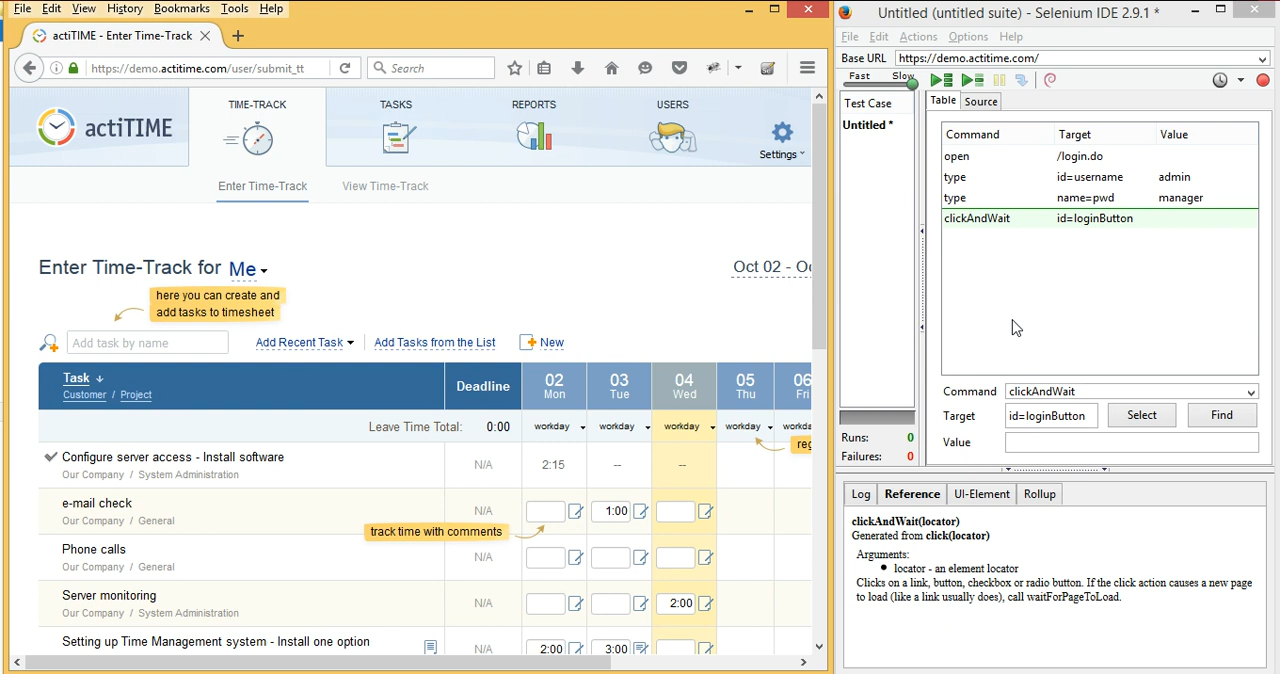 File Edit View History Bookmarks Tools Help
actiTIME - Enter Time-Track
https://demo.actitime.com/user/submit_tt
Search
actiTIME
TIME-TRACK
TASKS
REPORTS
USERS
Settings
Enter Time-Track
View Time-Track
Enter Time-Track for Me
Oct 02 - Oc
here you can create and
add tasks to timesheet
Add task by name
Add Recent Task
Add Tasks from the List
New
Task
Customer / Project
Deadline
02
Mon
03
Tue
04
Wed
05
Thu
06
Fri
Leave Time Total: 0:00
workday workday workday workday workda
reg
Configure server access - Install software
Our Company / System Administration
N/A 2:15 -- --
e-mail check
Our Company / General
N/A 1:00
track time with comments
Phone calls
Our Company / General
N/A
Server monitoring
Our Company / System Administration
N/A 2:00
Setting up Time Management system - Install one option
N/A 2:00 3:00
Untitled (untitled suite) - Selenium IDE 2.9.1 *
File Edit Actions Options Help
Base URL https://demo.actitime.com/
Fast Slow
Test Case
Untitled *
Table Source
Command Target Value
open /login.do
type id=username admin
type name=pwd manager
clickAndWait id=loginButton
Command clickAndWait
Target id=loginButton Select Find
Value
Runs: 0
Failures: 0
Log Reference UI-Element Rollup
clickAndWait(locator)
Generated from click(locator)
Arguments:
• locator - an element locator
Clicks on a link, button, checkbox or radio button. If the click action causes a new page
to load (like a link usually does), call waitForPageToLoad.